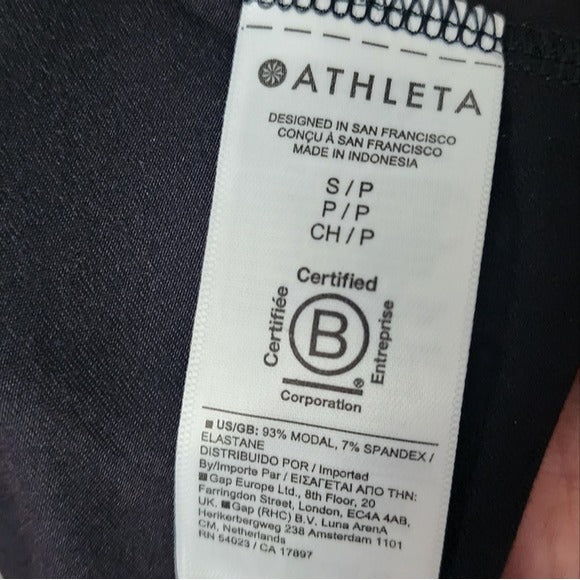 ATHLETA
DESIGNED IN SAN FRANCISCO
CONÇU À SAN FRANCISCO
MADE IN INDONESIA
S / P
P / P
CH / P
Certified
Certifiée
B
Entreprise
®
Corporation
US/GB: 93% MODAL, 7% SPANDEX /
ELASTANE
DISTRIBUIDO POR / Imported
By/Importe Par / ΕΙΣΑΓΕΤΑΙ ΑΠΟ ΤΗΝ:
Gap Europe Ltd., 8th Floor, 20
Farringdon Street, London, EC4A 4AB,
UK. Gap (RHC) B.V. Luna ArenA
Herikerbergweg 238 Amsterdam 1101
CM, Netherlands
RN 54023 / CA 17897